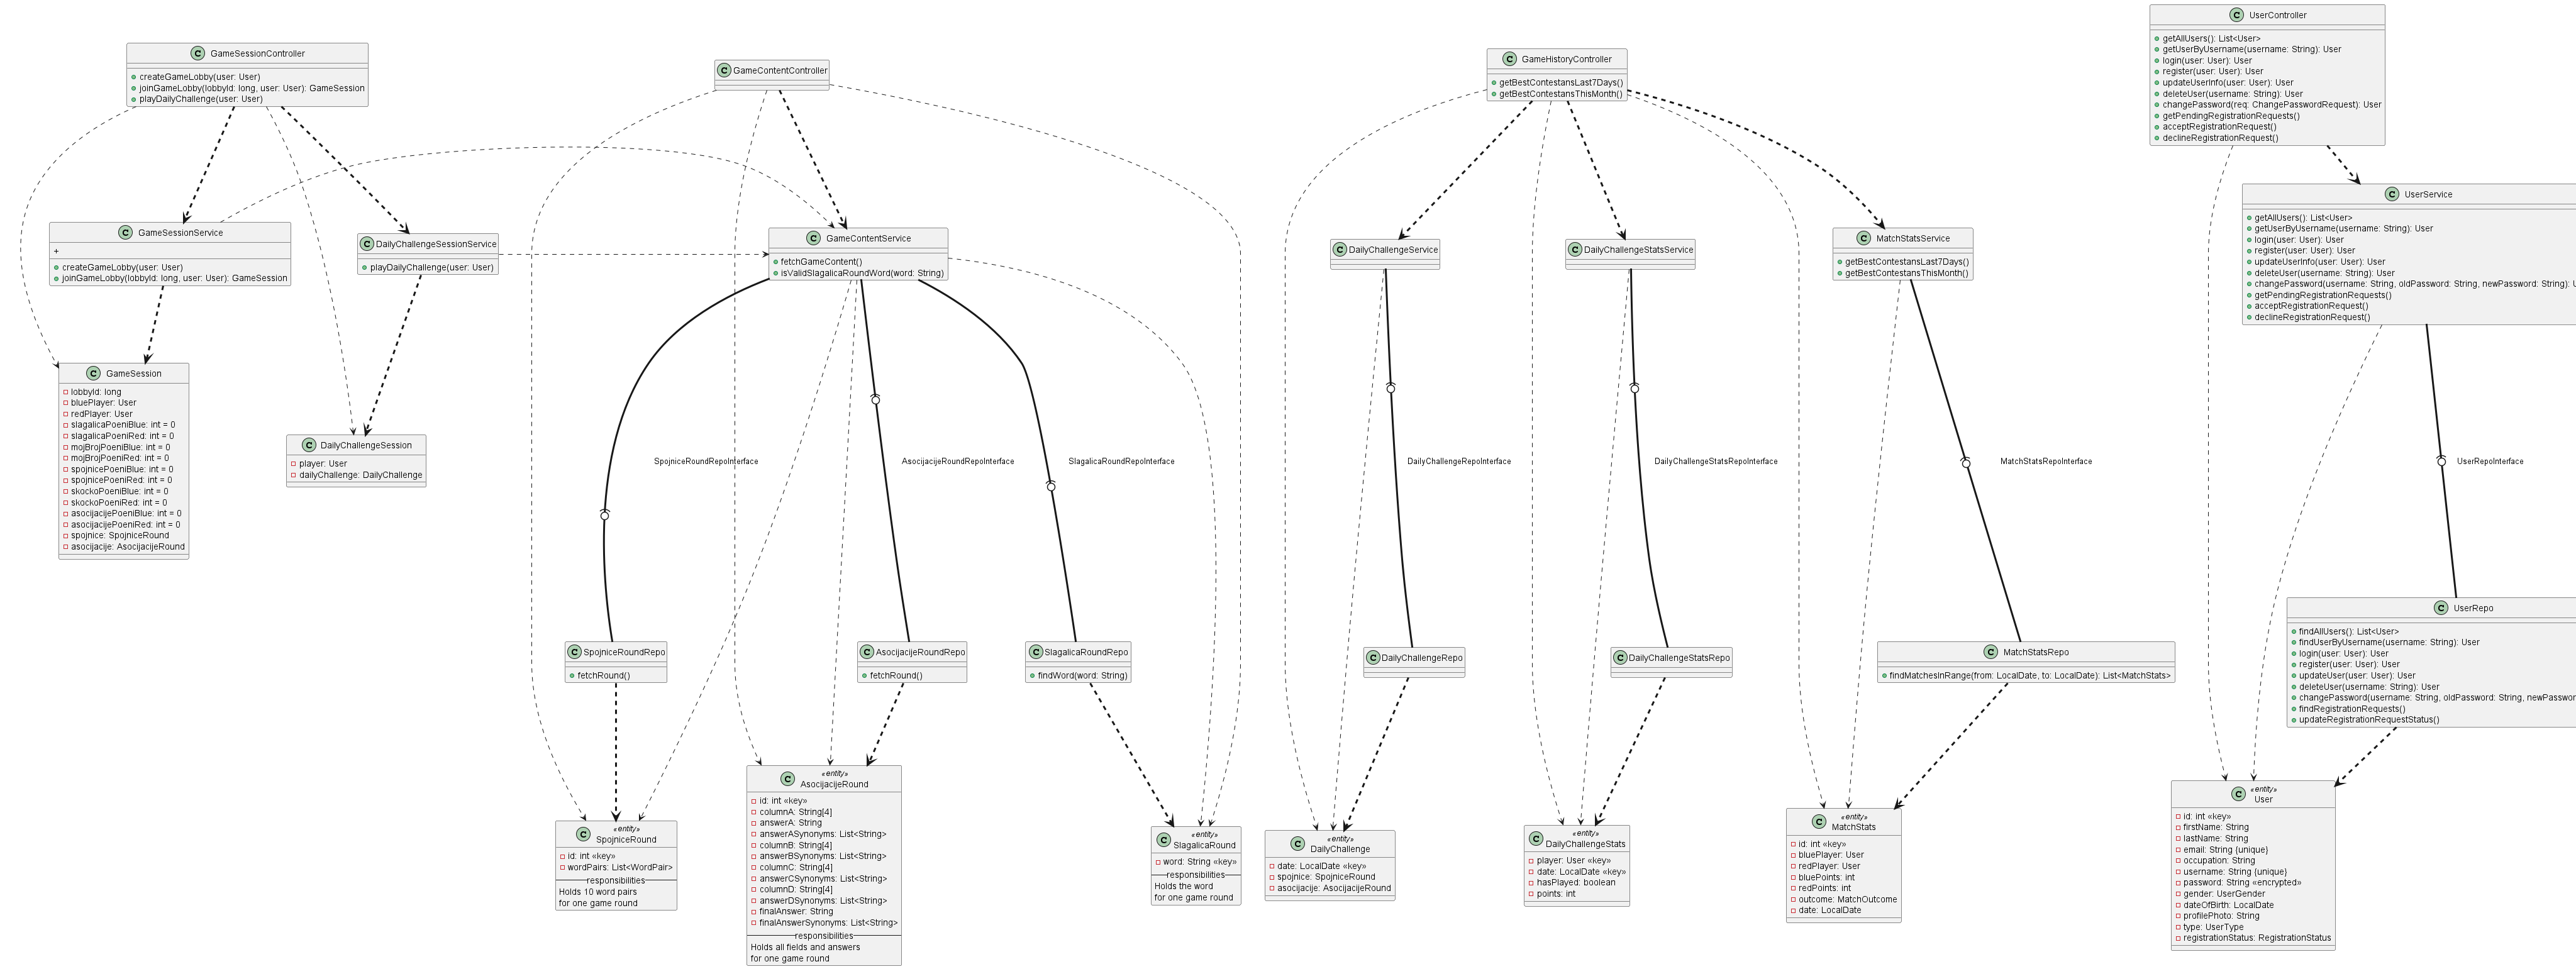 GameSessionController
createGameLobby(user: User)
joinGameLobby(lobbyId: long, user: User): GameSession
playDailyChallenge(user: User)
GameContentController
GameHistoryController
getBestContestansLast7Days()
getBestContestansThisMonth()
UserController
getAllUsers(): List<User>
getUserByUsername(username: String): User
login(user: User): User
register(user: User): User
updateUserInfo(user: User): User
deleteUser(username: String): User
changePassword(req: ChangePasswordRequest): User
getPendingRegistrationRequests()
acceptRegistrationRequest()
declineRegistrationRequest()
GameSessionService
+
createGameLobby(user: User)
joinGameLobby(lobbyId: long, user: User): GameSession
DailyChallengeSessionService
playDailyChallenge(user: User)
GameContentService
fetchGameContent()
isValidSlagalicaRoundWord(word: String)
DailyChallengeService
DailyChallengeStatsService
MatchStatsService
getBestContestansLast7Days()
getBestContestansThisMonth()
UserService
getAllUsers(): List<User>
getUserByUsername(username: String): User
login(user: User): User
register(user: User): User
updateUserInfo(user: User): User
deleteUser(username: String): User
changePassword(username: String, oldPassword: String, newPassword: String):
getPendingRegistrationRequests()
acceptRegistrationRequest()
declineRegistrationRequest()
GameSession
lobbyId: long
bluePlayer: User
redPlayer: User
slagalicaPoeniBlue: int = 0
slagalicaPoeniRed: int = 0
mojBrojPoeniBlue: int = 0
mojBrojPoeniRed: int = 0
spojnicePoeniBlue: int = 0
spojnicePoeniRed: int = 0
skockoPoeniBlue: int = 0
skockoPoeniRed: int = 0
asocijacijePoeniBlue: int = 0
asocijacijePoeniRed: int = 0
spojnice: SpojniceRound
asocijacije: AsocijacijeRound
DailyChallengeSession
player: User
dailyChallenge: DailyChallenge
SpojniceRoundRepoInterface
AsocijacijeRoundRepoInterface
SlagalicaRoundRepoInterface
DailyChallengeRepoInterface
DailyChallengeStatsRepoInterface
MatchStatsRepoInterface
UserRepoInterface
SpojniceRoundRepo
fetchRound()
AsocijacijeRoundRepo
fetchRound()
SlagalicaRoundRepo
findWord(word: String)
DailyChallengeRepo
DailyChallengeStatsRepo
MatchStatsRepo
findMatchesInRange(from: LocalDate, to: LocalDate): List<MatchStats>
UserRepo
findAllUsers(): List<User>
findUserByUsername(username: String): User
login(user: User): User
register(user: User): User
updateUser(user: User): User
deleteUser(username: String): User
changePassword(username: String, oldPassword: String,
findRegistrationRequests()
updateRegistrationRequestStatus()
«entity»
SpojniceRound
id: int «key»
wordPairs: List<WordPair>
responsibilities
Holds 10 word pairs
for one game round
«entity»
AsocijacijeRound
id: int «key»
columnA: String[4]
answerA: String
answerASynonyms: List<String>
columnB: String[4]
answerBSynonyms: List<String>
columnC: String[4]
answerCSynonyms: List<String>
columnD: String[4]
answerDSynonyms: List<String>
finalAnswer: String
finalAnswerSynonyms: List<String>
responsibilities
Holds all fields and answers
for one game round
«entity»
SlagalicaRound
word: String «key»
responsibilities
Holds the word
for one game round
«entity»
DailyChallenge
date: LocalDate «key»
spojnice: SpojniceRound
asocijacije: AsocijacijeRound
«entity»
DailyChallengeStats
player: User «key»
date: LocalDate «key»
hasPlayed: boolean
points: int
«entity»
MatchStats
id: int «key»
bluePlayer: User
redPlayer: User
bluePoints: int
redPoints: int
outcome: MatchOutcome
date: LocalDate
«entity»
User
id: int «key»
firstName: String
lastName: String
email: String {unique}
occupation: String
username: String {unique}
password: String «encrypted»
gender: UserGender
dateOfBirth: LocalDate
profilePhoto: String
type: UserType
registrationStatus: RegistrationStatus